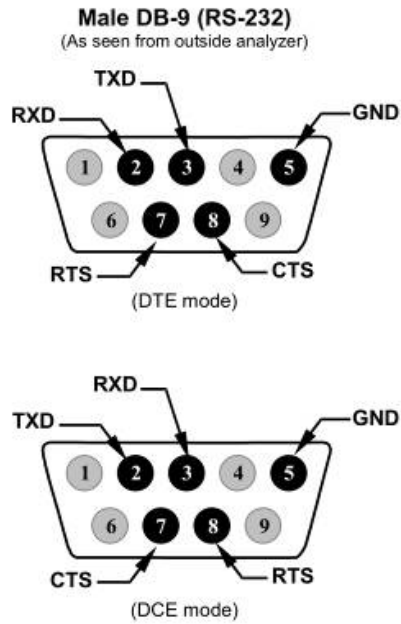 Male DB-9 (RS-232)
(As seen from outside analyzer)
TXD
RXD
GND
1 2 3 4 5
6 7 8 9
RTS
CTS
(DTE mode)
RXD
TXD
GND
1 2 3 4 5
6 7 8 9
CTS
RTS
(DCE mode)